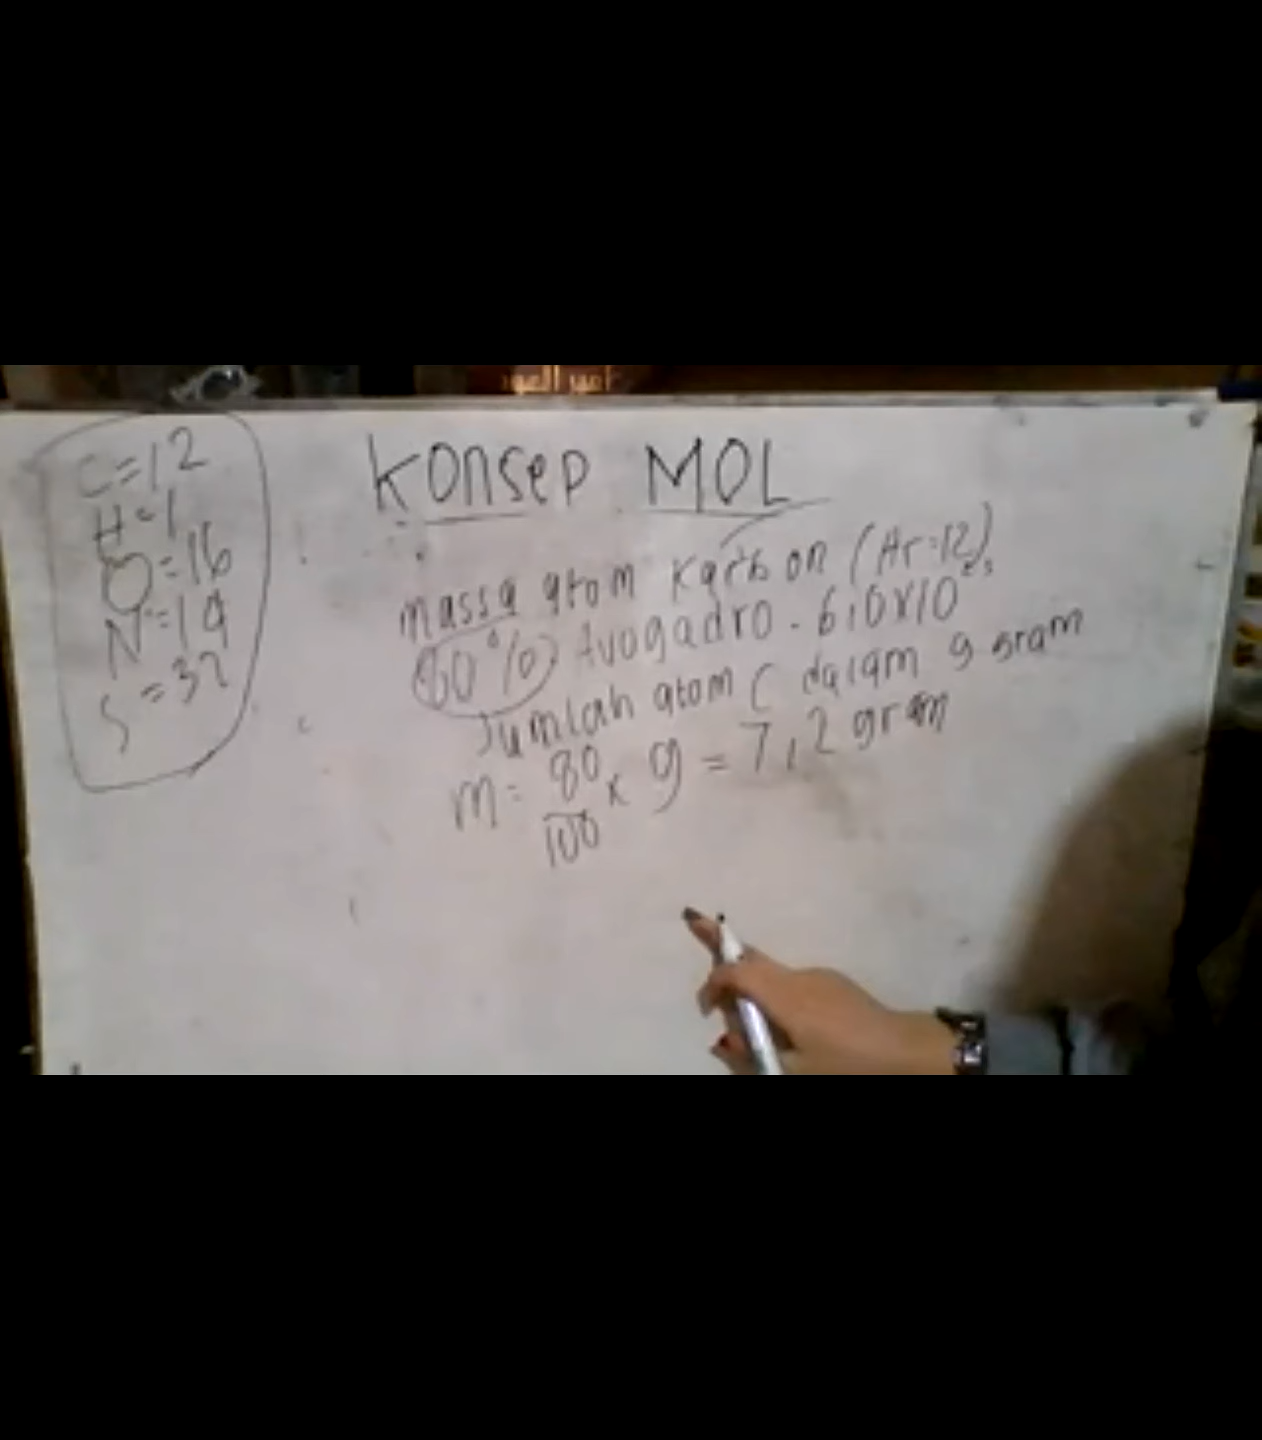 C=12
H=1
O=16
N=14
S=32
KONSEP MOL
massa atom Karbon (Ar=12)
80% Avogadro = 6,0x10²³
Jumlah atom C dalam 9 gram
m = 80/100 x 9 = 7,2 gram